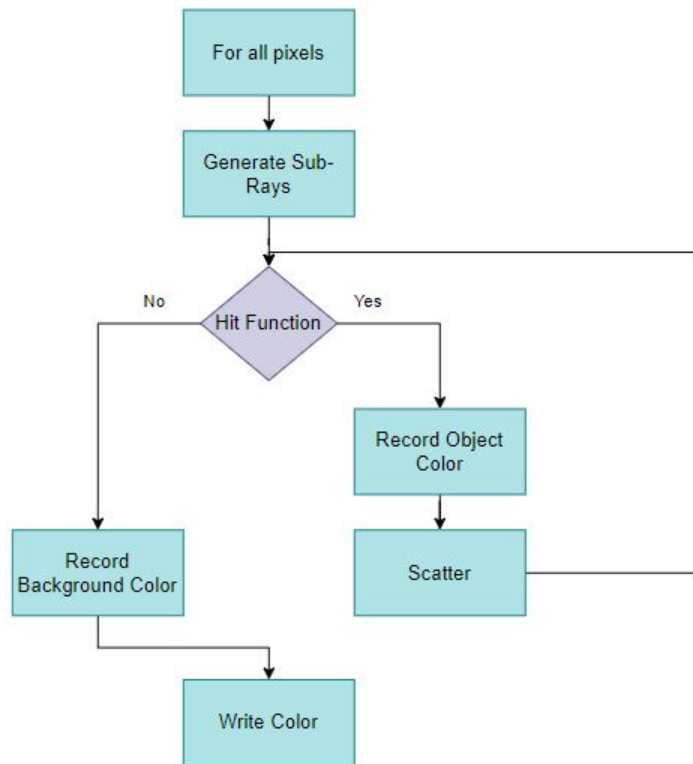 For all pixels
Generate Sub-
Rays
No
Yes
Hit Function
Record Object
Color
Record
Background Color
Scatter
Write Color